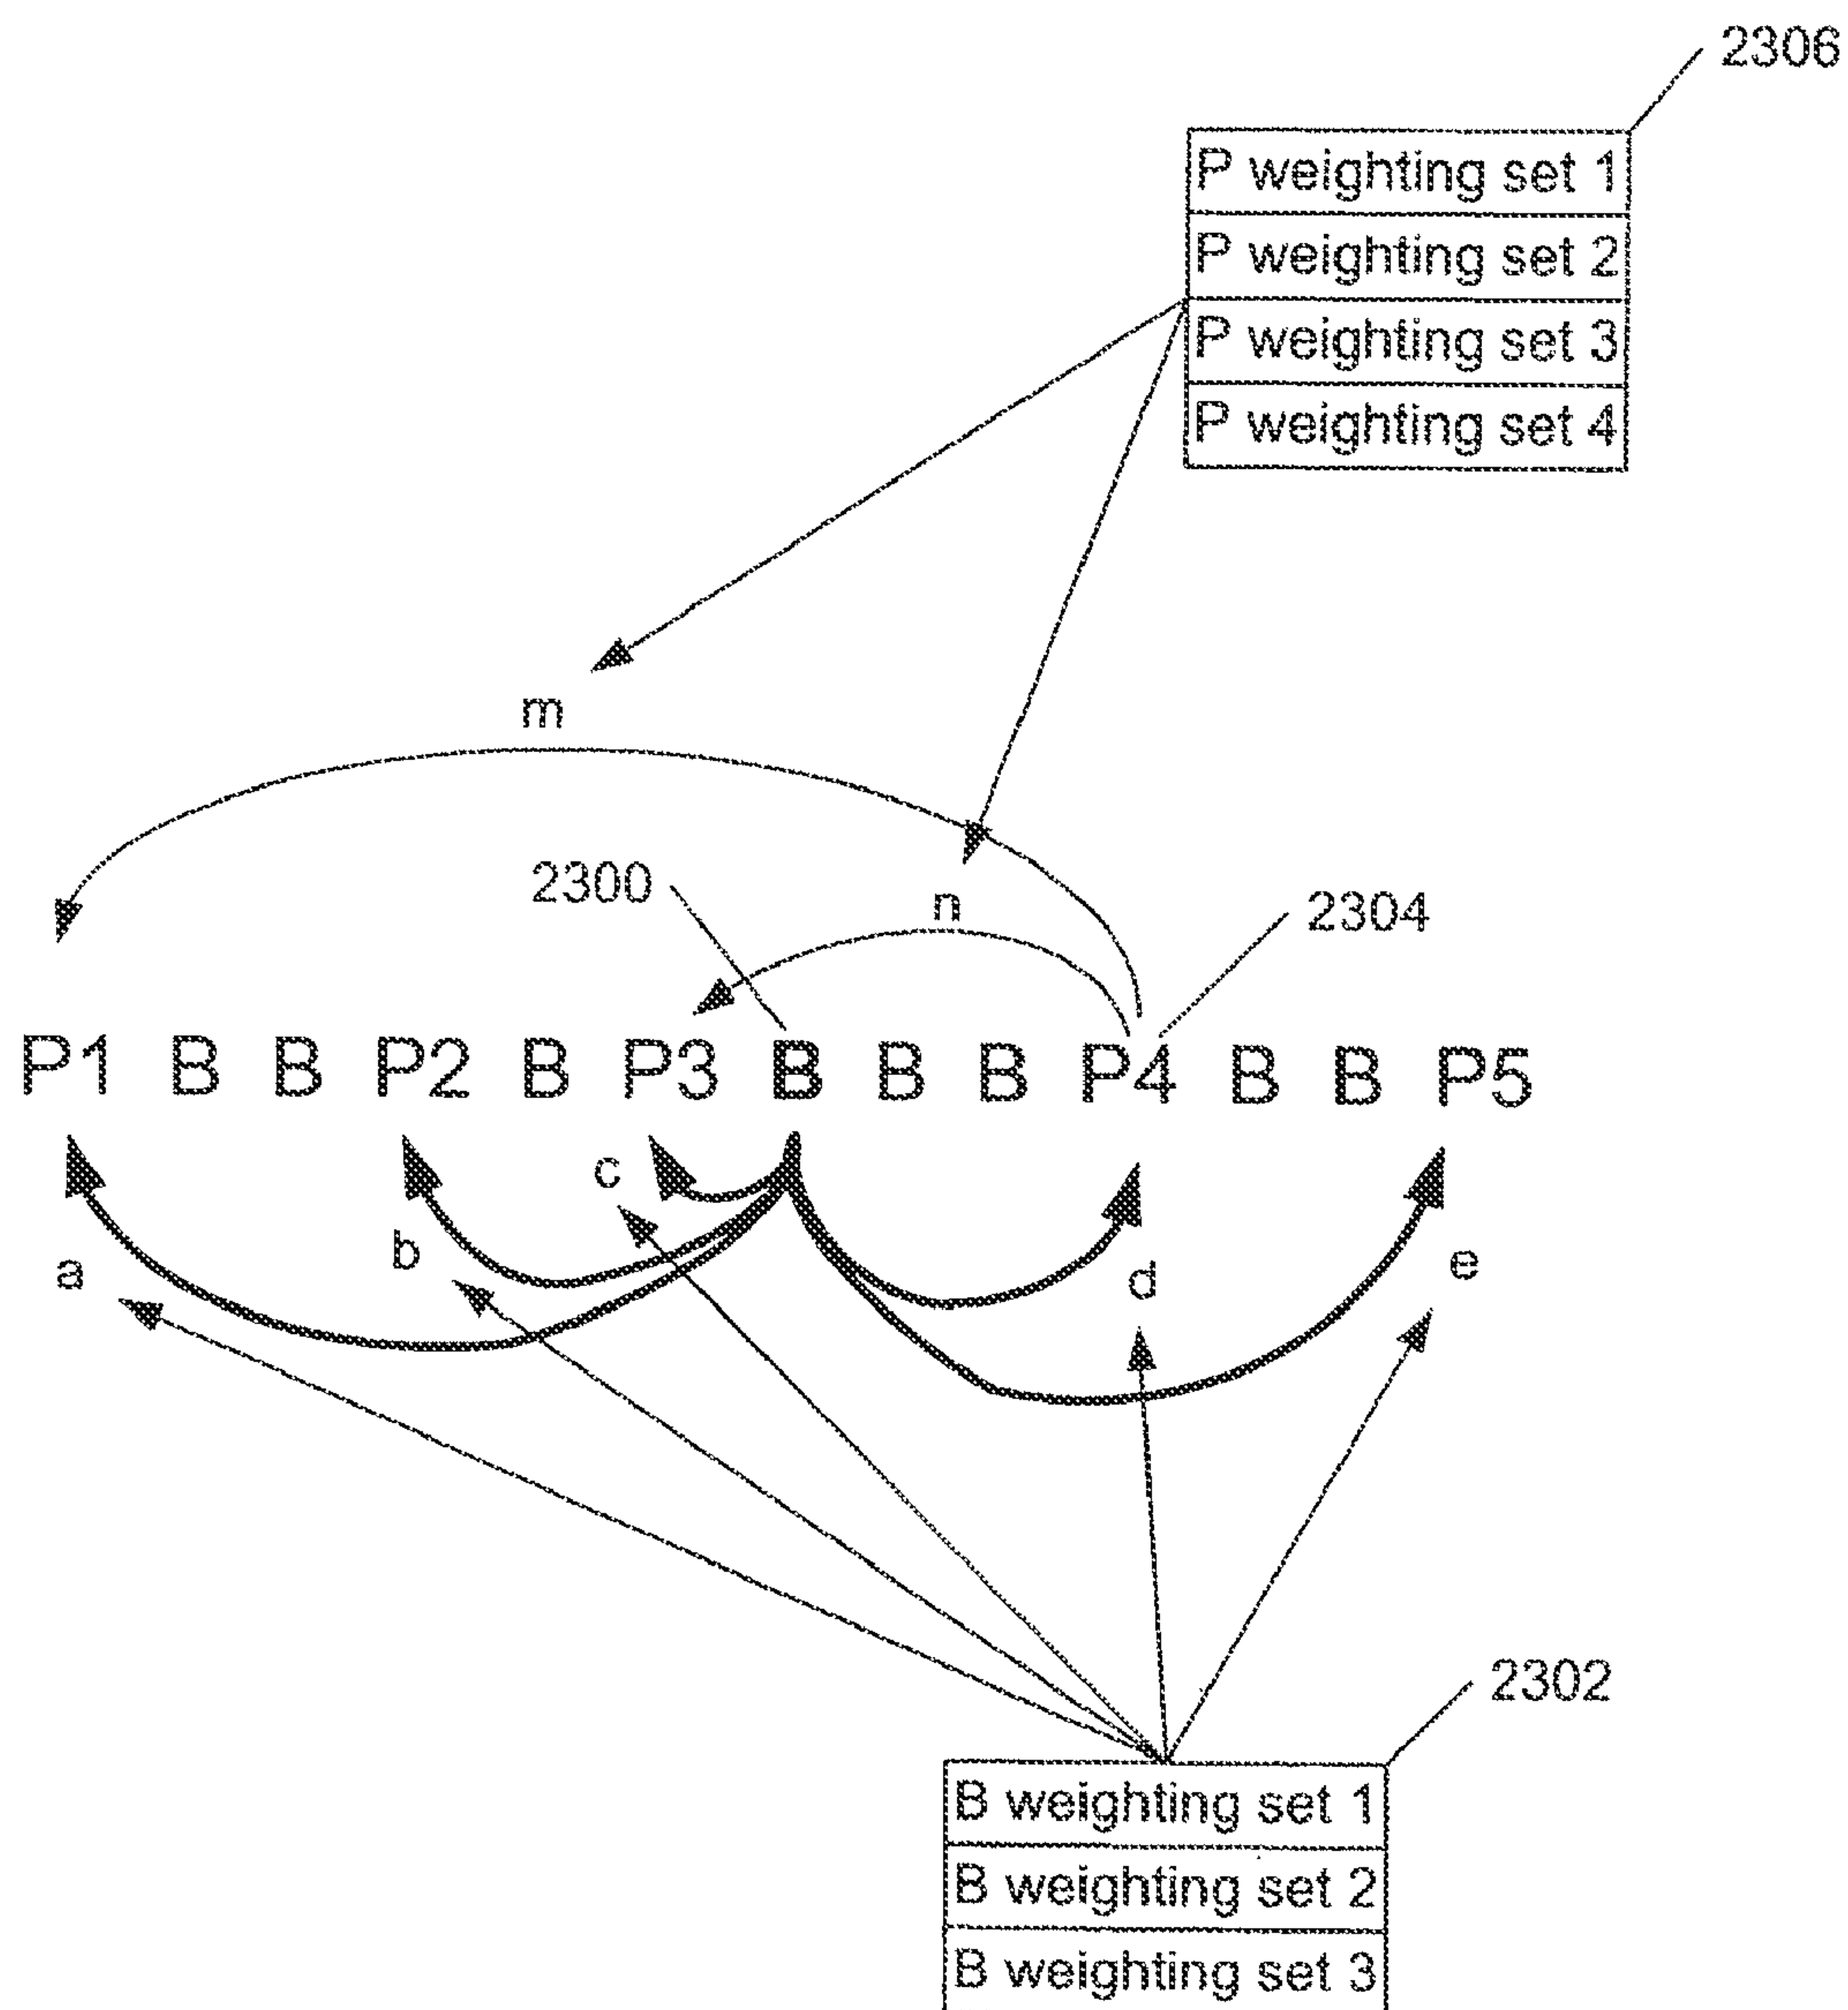 2306
P weighting set 1
P weighting set 2
P weighting set 3
P weighting set 4
m
2300
n
2304
P1 B B P2 B P3 B B B P4 B B P5
c
b
a
d
e
2302
B weighting set 1
B weighting set 2
B weighting set 3